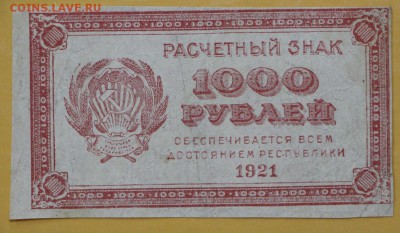 COINS.LAVE.RU
РАСЧЕТНЫЙ ЗНАК
1000
РУБЛЕЙ
ОБЕСПЕЧИВАЕТСЯ ВСЕМ
ДОСТОЯНИЕМ РЕСПУБЛИКИ
1921